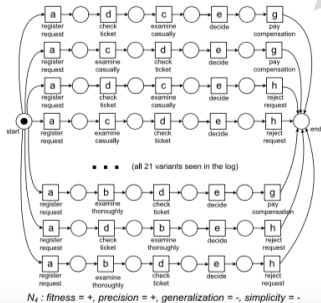 a d c e g
register check examine decide pay
request ticket casually compensation
a c d e g
register examine check decide pay
request casually ticket compensation
a d c e h
register check examine decide reject
request ticket casually request
a c d e h
start register examine check decide reject end
request casually ticket request
... (all 21 variants seen in the log)
a b d e g
register examine check decide pay
request thoroughly ticket compensation
a d b e h
register check examine decide reject
request ticket thoroughly request
a b d e h
register examine check decide reject
request thoroughly ticket request
N4 : fitness = +, precision = +, generalization = -, simplicity = -